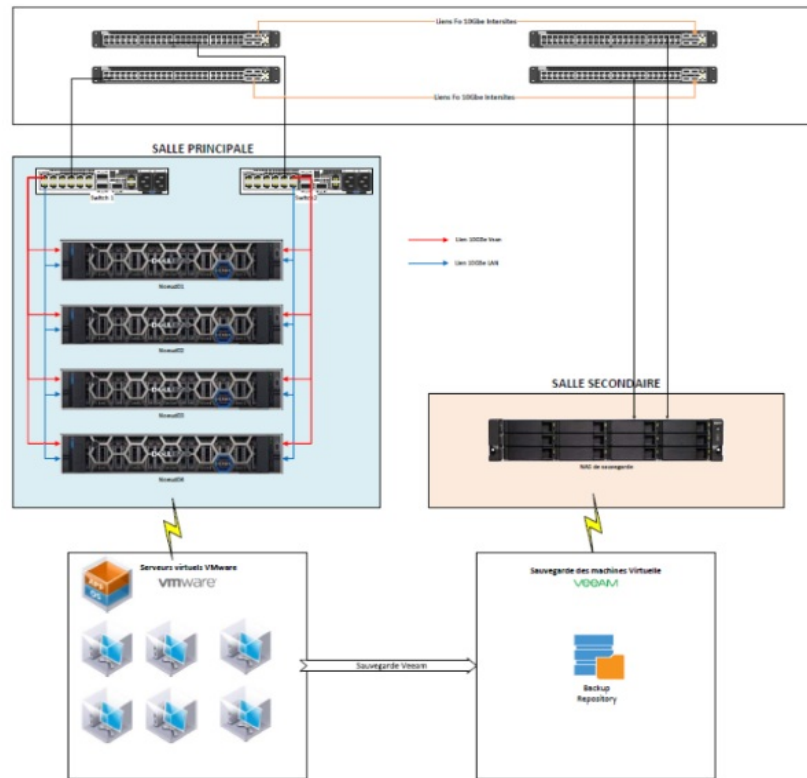 Liens Fo 10Gbe Intersites
Liens Fo 10Gbe Intersites
SALLE PRINCIPALE
Switch 1
Switch 2
Lien 10GBe Vsan
Lien 10GBe LAN
SALLE SECONDAIRE
NAS de sauvegarde
Serveurs virtuels VMware
vmware
APP
OS
Sauvegarde des machines Virtuelle
VEEAM
Sauvegarde Veeam
Backup
Repository